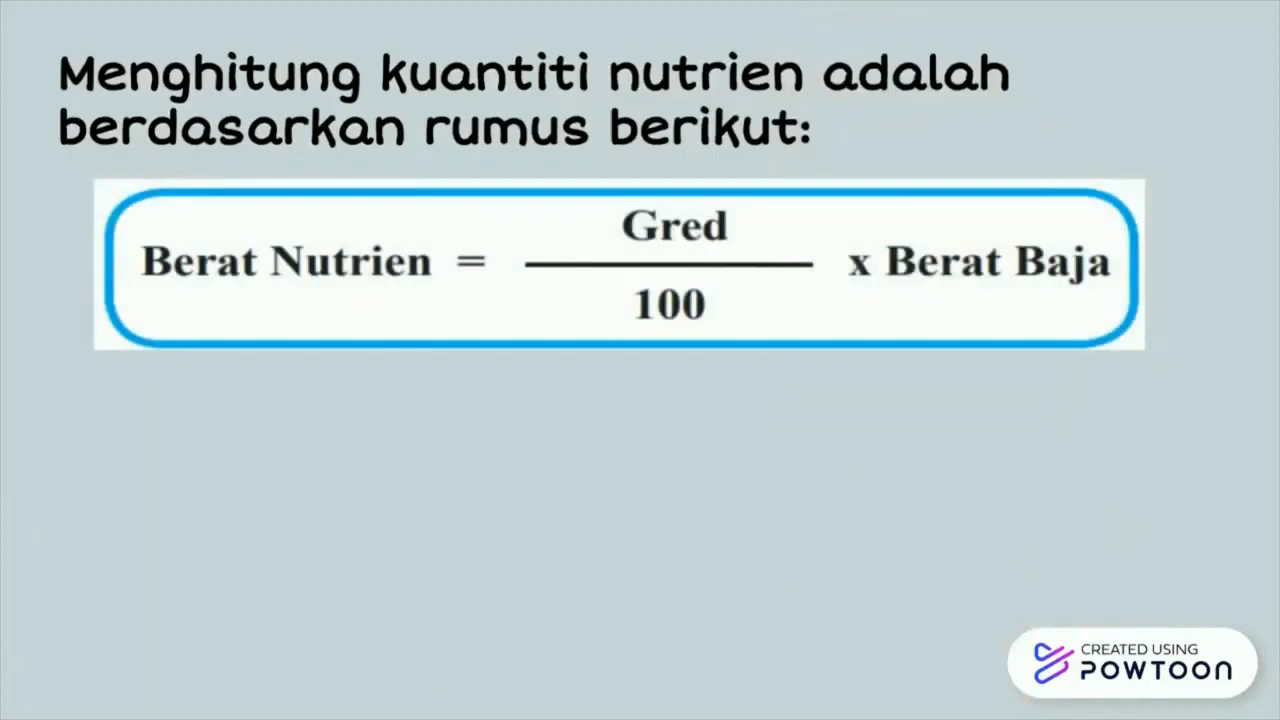 Menghitung kuantiti nutrien adalah
berdasarkan rumus berikut:
Gred
Berat Nutrien = ―――― x Berat Baja
100
CREATED USING
POWTOON